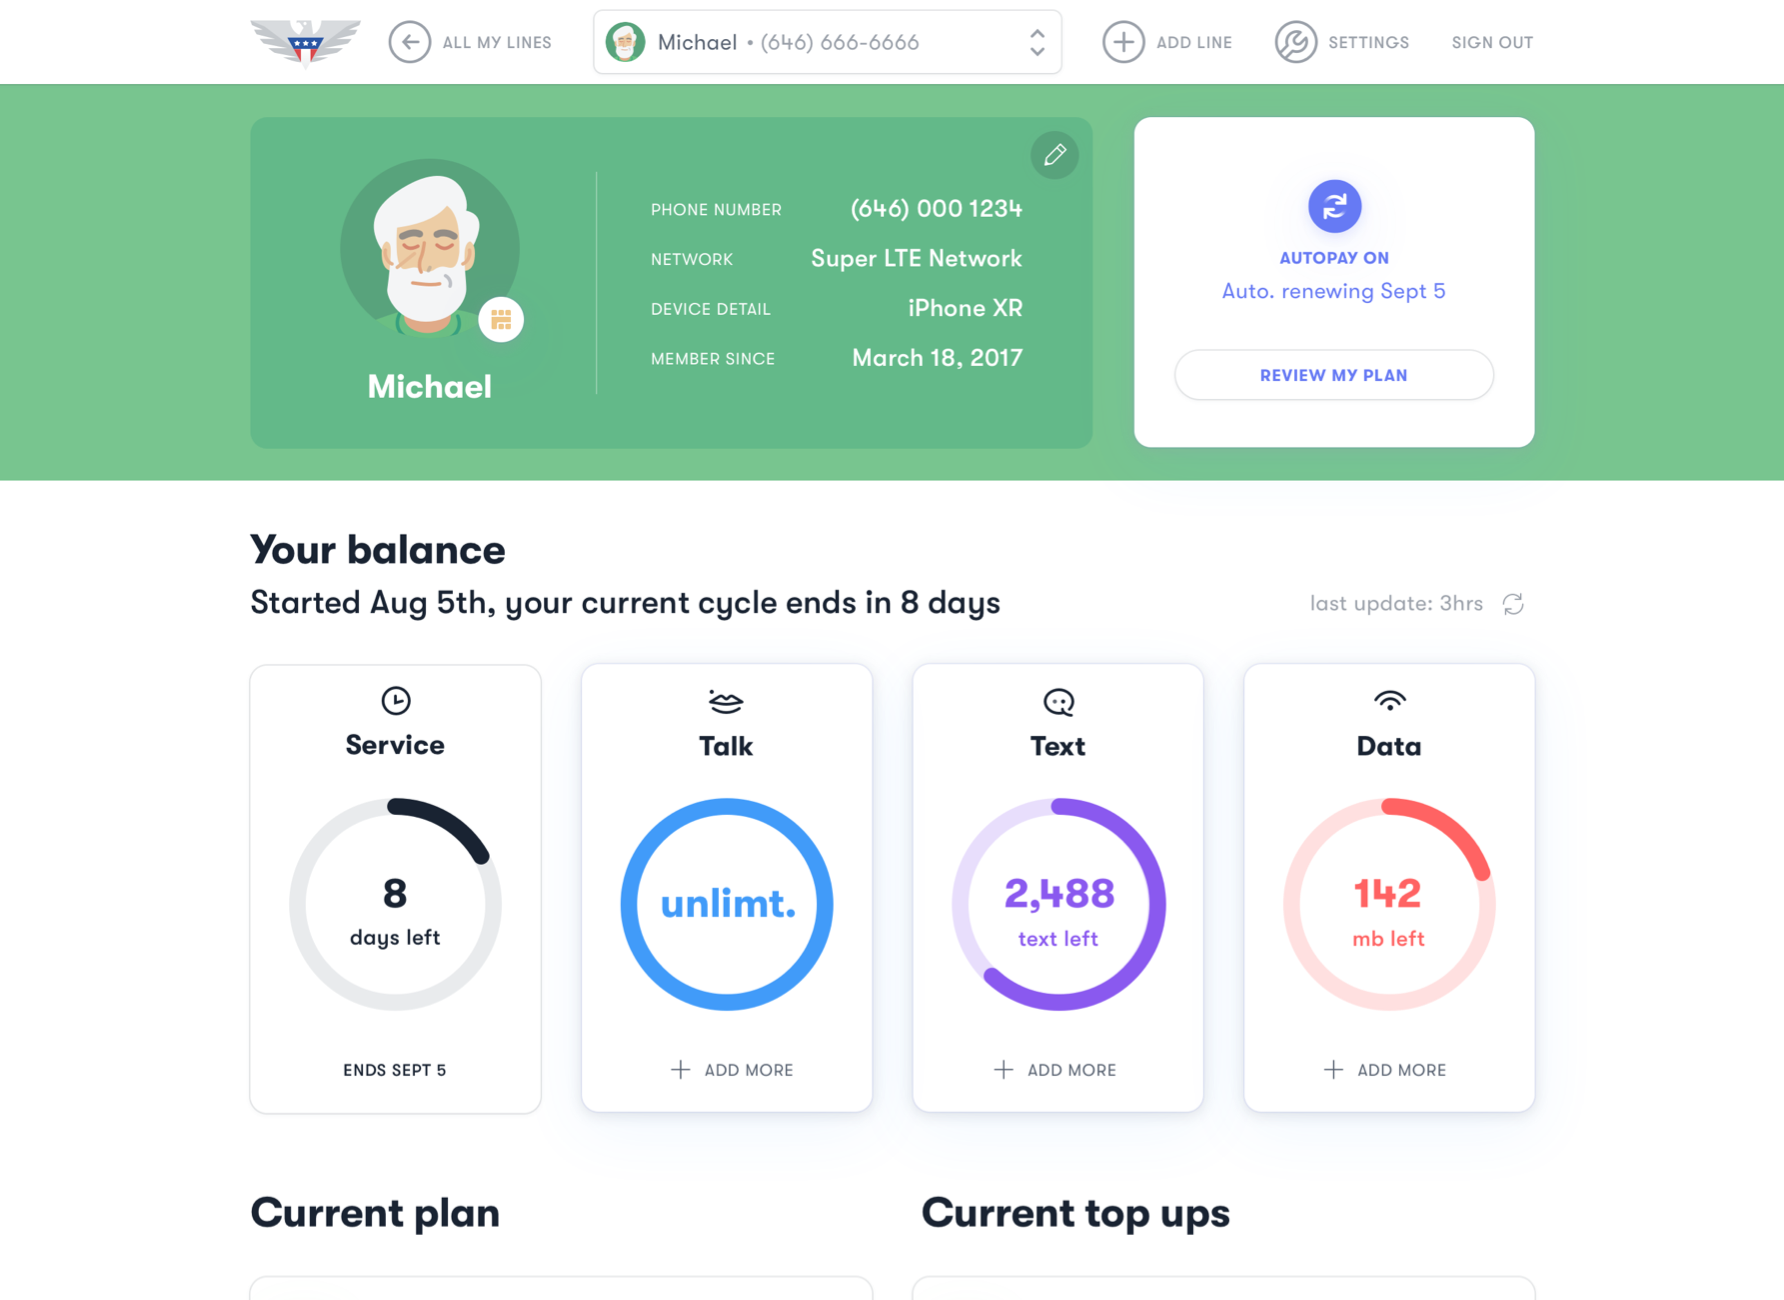 ALL MY LINES
Michael • (646) 666-6666
ADD LINE
SETTINGS
SIGN OUT
Michael
PHONE NUMBER (646) 000 1234
NETWORK Super LTE Network
DEVICE DETAIL iPhone XR
MEMBER SINCE March 18, 2017
AUTOPAY ON
Auto. renewing Sept 5
REVIEW MY PLAN
Your balance
Started Aug 5th, your current cycle ends in 8 days
last update: 3hrs
Service
8
days left
ENDS SEPT 5
Talk
unlimt.
ADD MORE
Text
2,488
text left
ADD MORE
Data
142
mb left
ADD MORE
Current plan
Current top ups